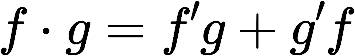 f · g = f′g + g′f